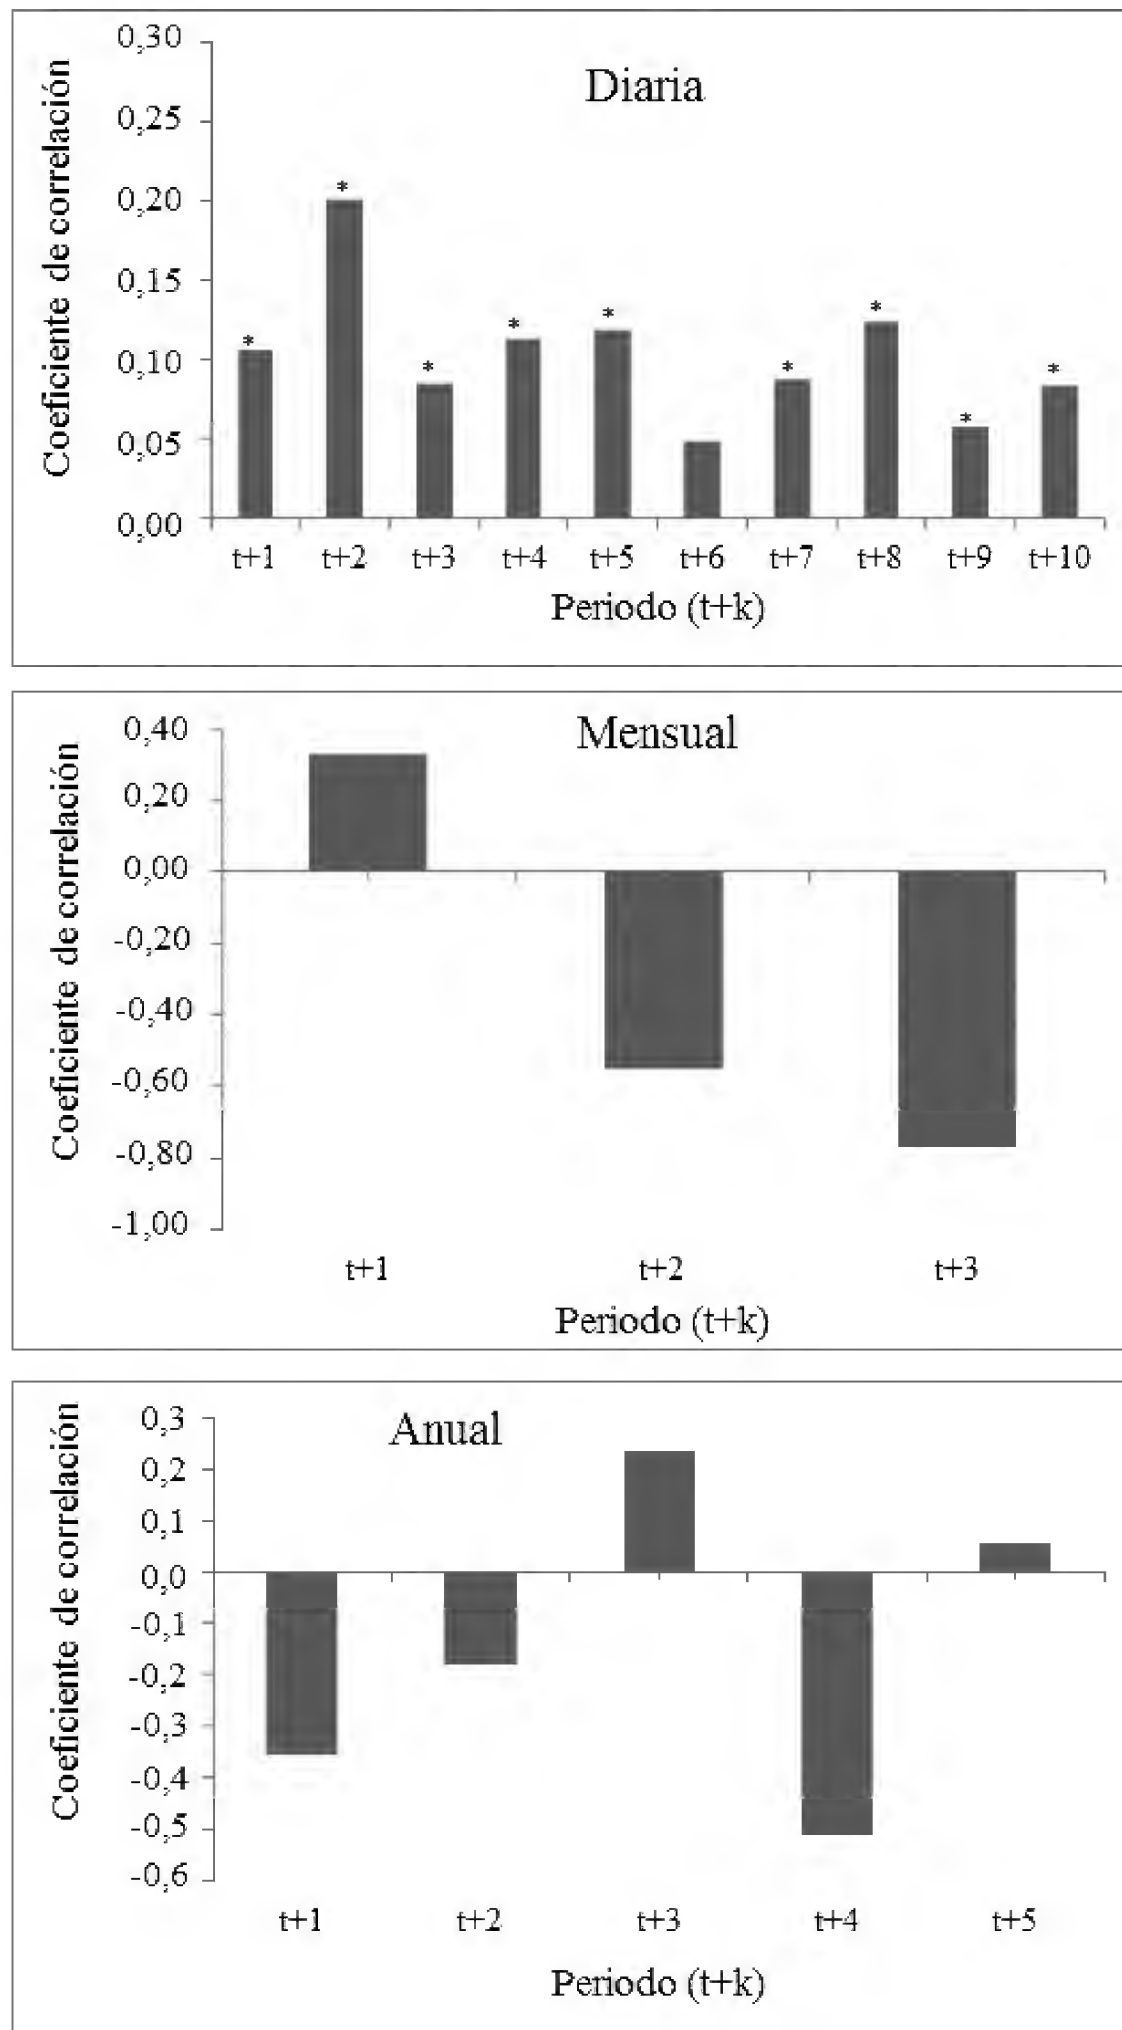 Diaria
Coeficiente de correlación
0,30
0,25
0,20
0,15
0,10
0,05
0,00
* * * * * * * * *
t+1 t+2 t+3 t+4 t+5 t+6 t+7 t+8 t+9 t+10
Periodo (t+k)
Mensual
Coeficiente de correlación
0,40
0,20
0,00
-0,20
-0,40
-0,60
-0,80
-1,00
t+1 t+2 t+3
Periodo (t+k)
Anual
Coeficiente de correlación
0,3
0,2
0,1
0,0
-0,1
-0,2
-0,3
-0,4
-0,5
-0,6
t+1 t+2 t+3 t+4 t+5
Periodo (t+k)